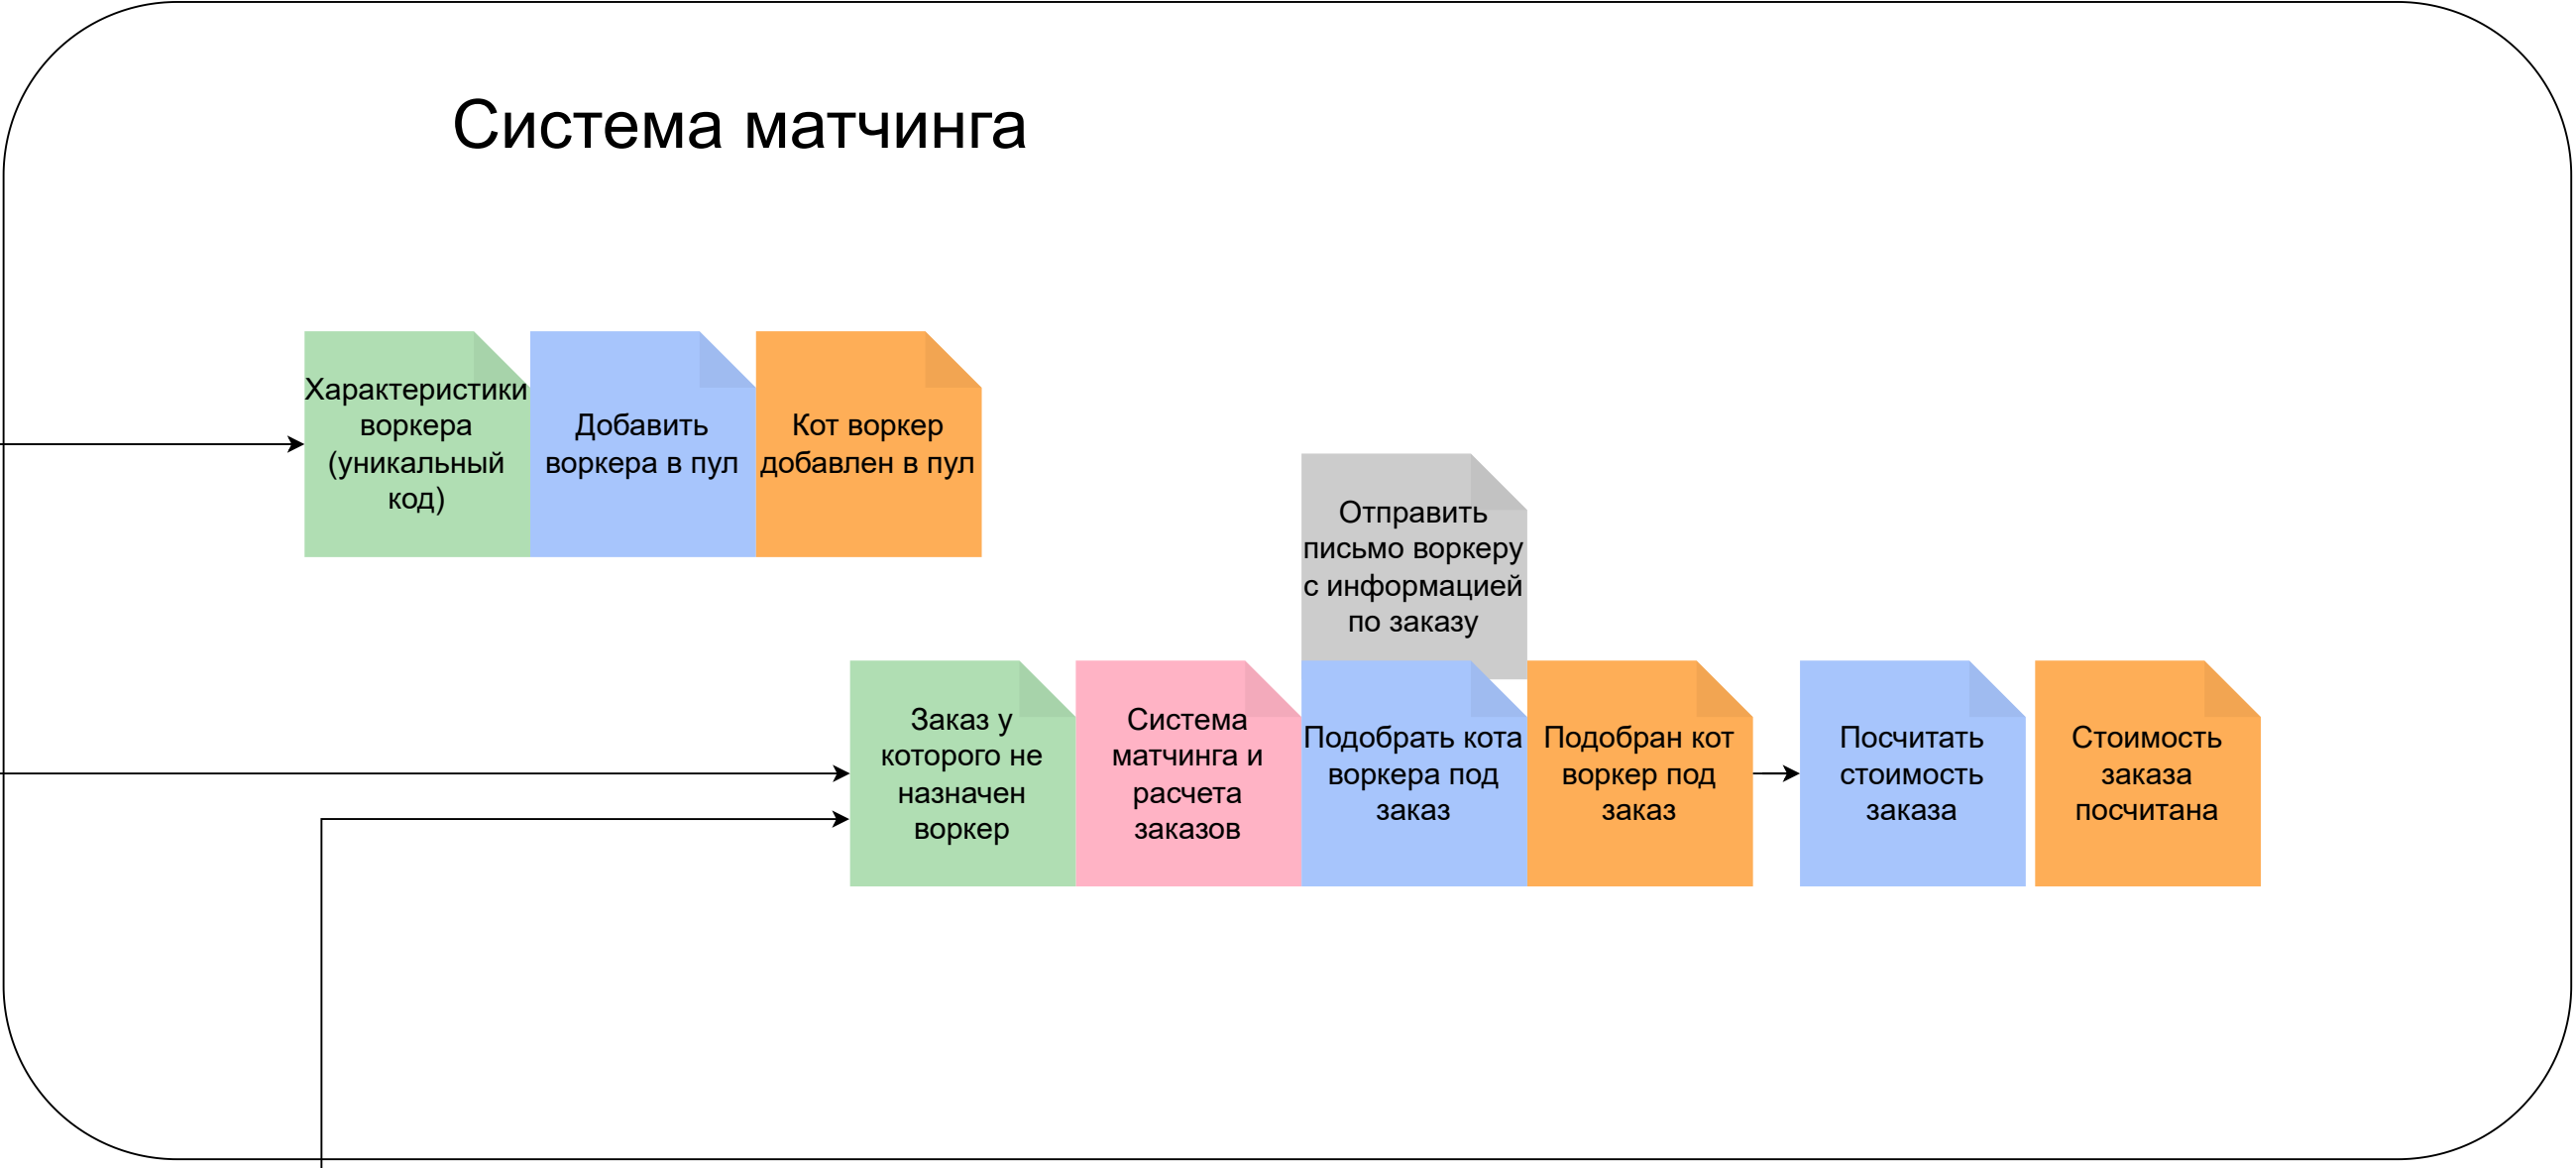 Система матчинга
Характеристики
воркера
(уникальный
код)
Добавить
воркера в пул
Кот воркер
добавлен в пул
Отправить
письмо воркеру
с информацией
по заказу
Заказ у
которого не
назначен
воркер
Система
матчинга и
расчета
заказов
Подобрать кота
воркера под
заказ
Подобран кот
воркер под
заказ
Посчитать
стоимость
заказа
Стоимость
заказа
посчитана